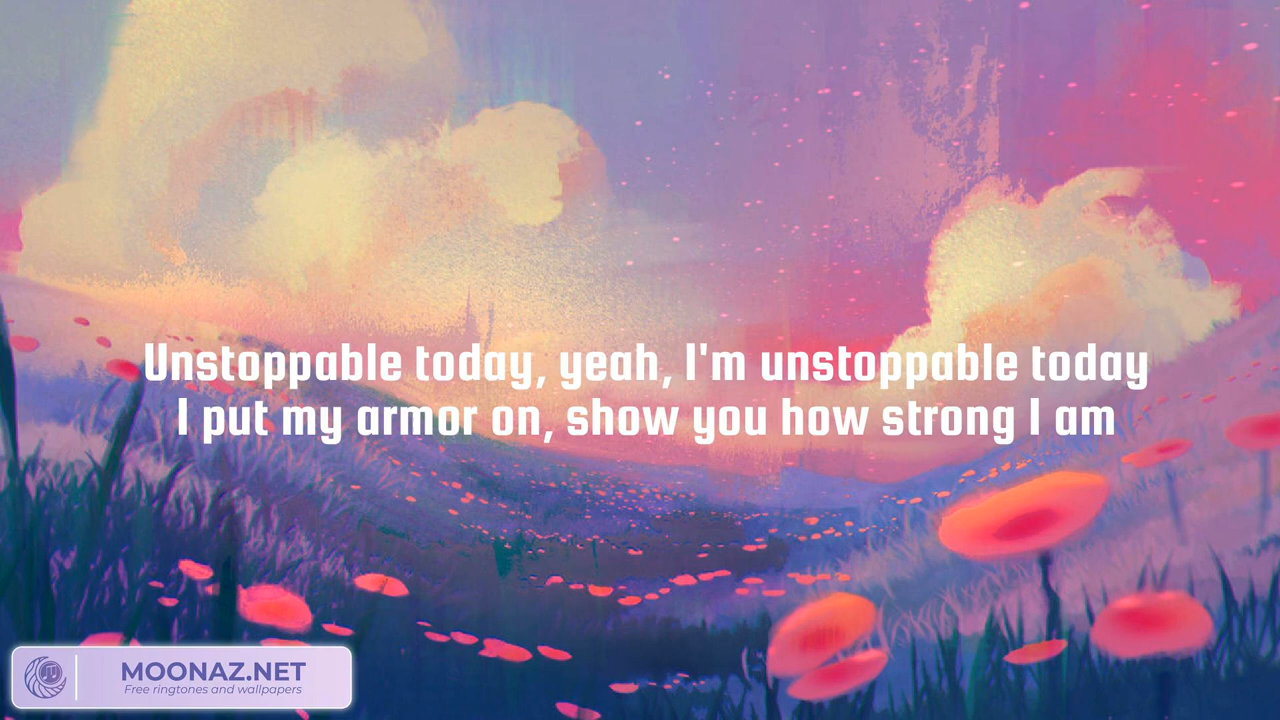 Unstoppable today, yeah, I'm unstoppable today
I put my armor on, show you how strong I am
MOONAZ.NET
Free ringtones and wallpapers